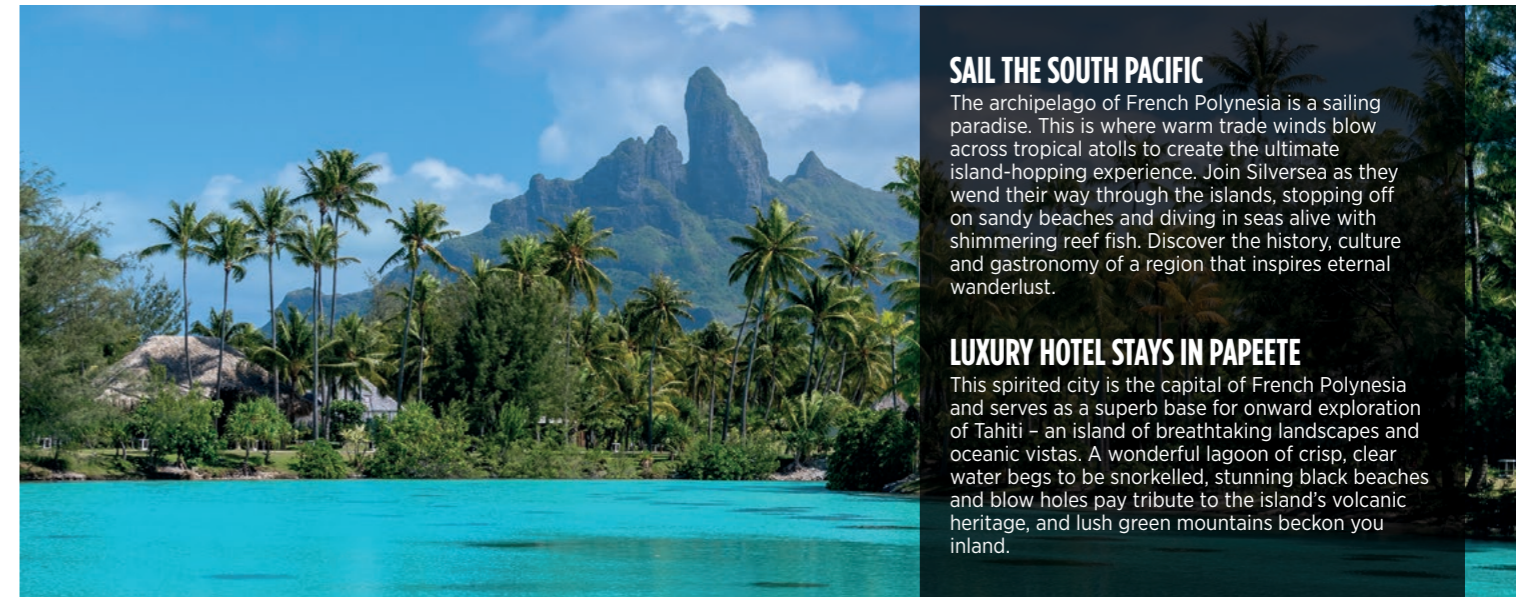 SAIL THE SOUTH PACIFIC
The archipelago of French Polynesia is a sailing
paradise. This is where warm trade winds blow
across tropical atolls to create the ultimate
island-hopping experience. Join Silversea as they
wend their way through the islands, stopping off
on sandy beaches and diving in seas alive with
shimmering reef fish. Discover the history, culture
and gastronomy of a region that inspires eternal
wanderlust.
LUXURY HOTEL STAYS IN PAPEETE
This spirited city is the capital of French Polynesia
and serves as a superb base for onward exploration
of Tahiti – an island of breathtaking landscapes and
oceanic vistas. A wonderful lagoon of crisp, clear
water begs to be snorkelled, stunning black beaches
and blow holes pay tribute to the island’s volcanic
heritage, and lush green mountains beckon you
inland.